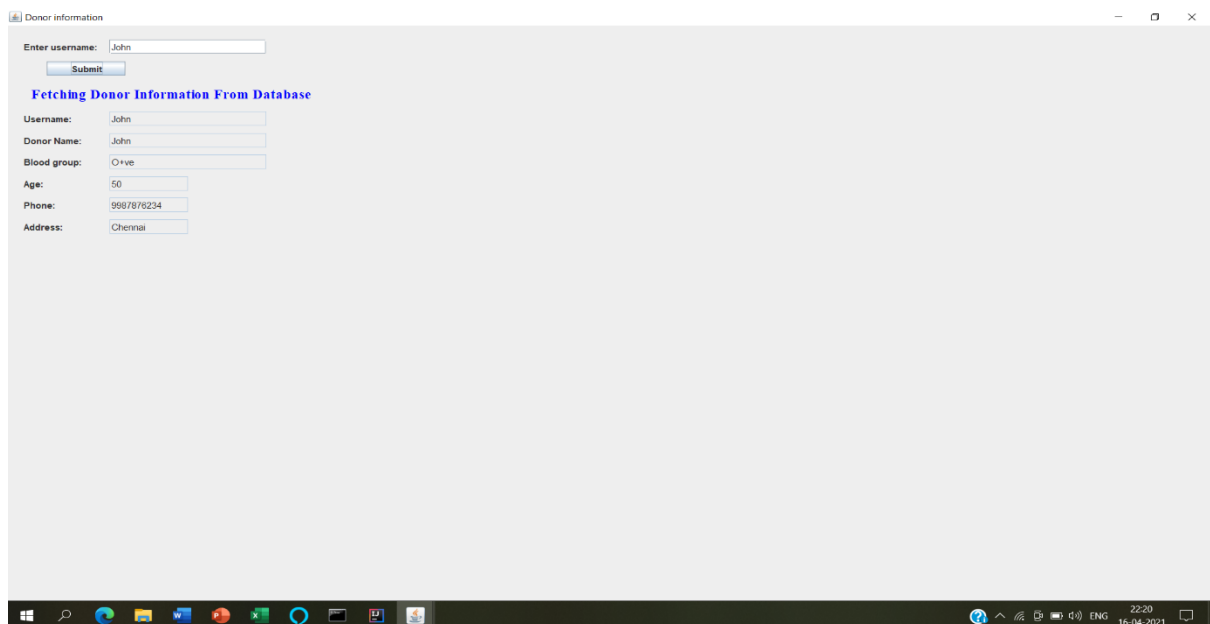 Donor information
Enter username: John
Submit
Fetching Donor Information From Database
Username: John
Donor Name: John
Blood group: O+ve
Age: 50
Phone: 9987876234
Address: Chennai
ENG
22:20
16-04-2021